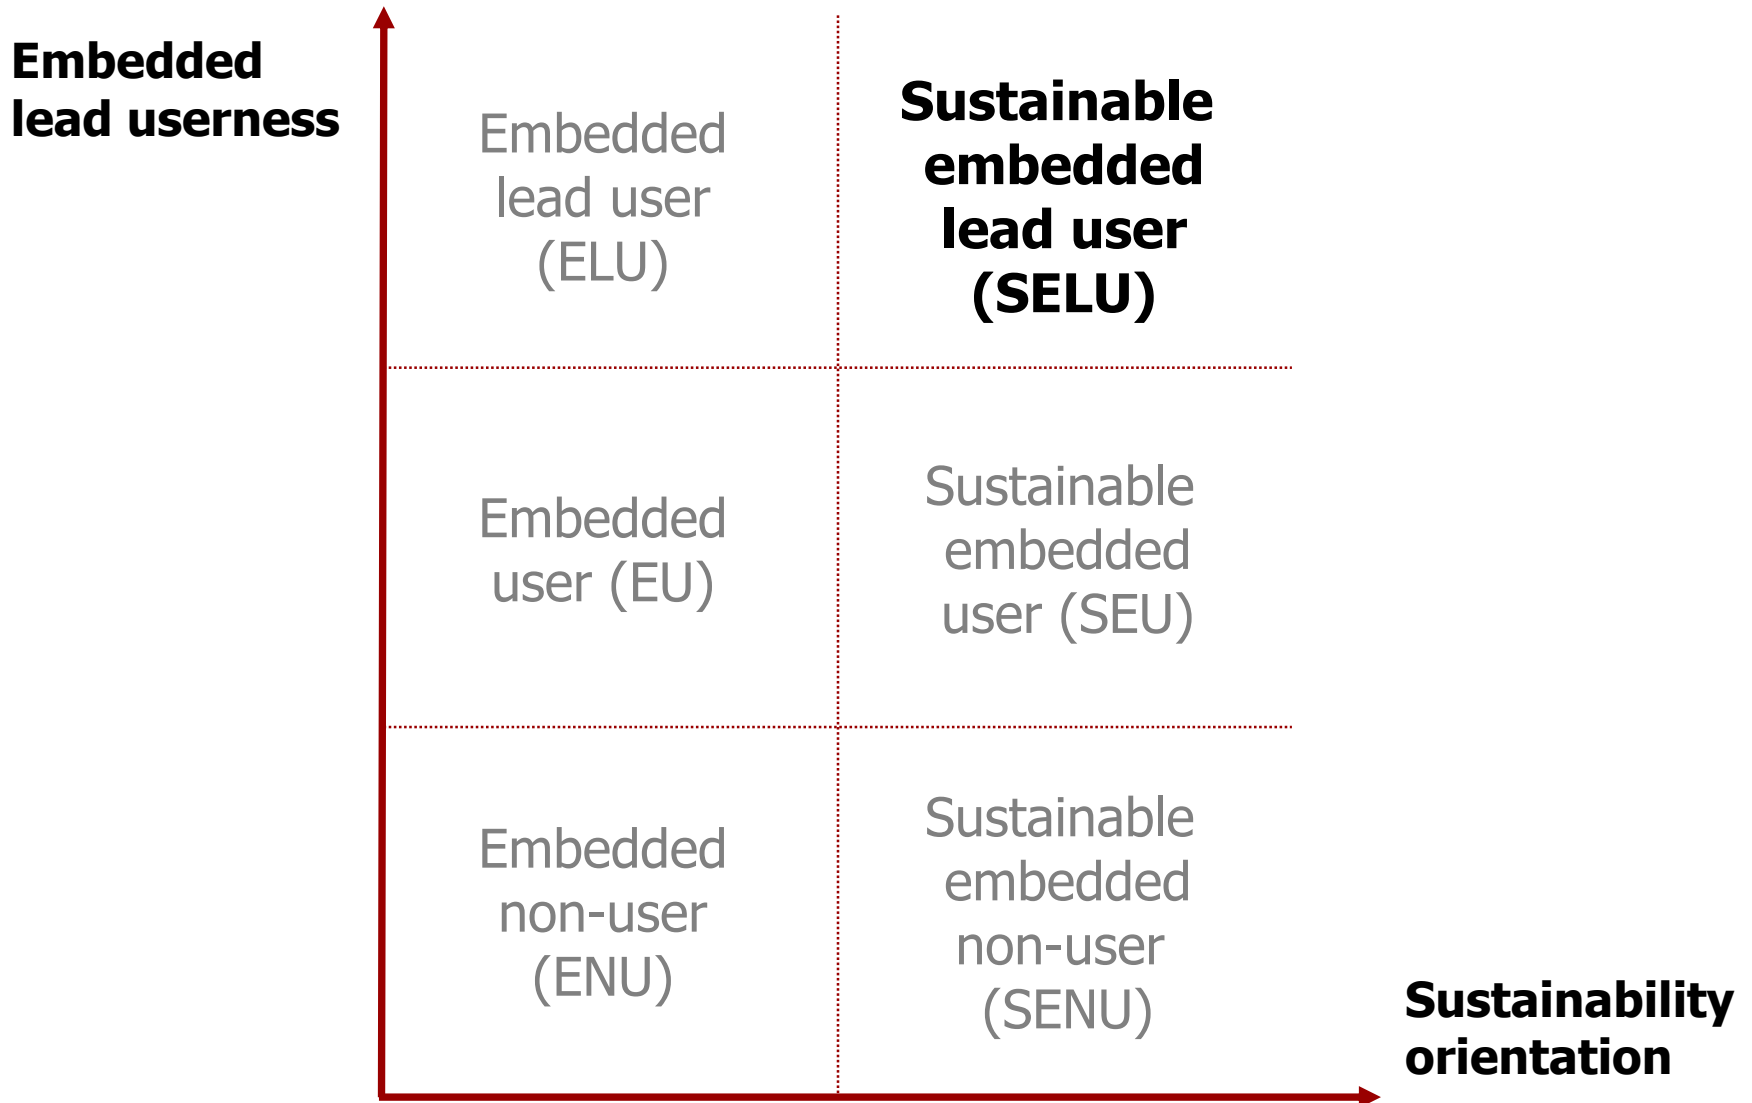 Embedded
lead userness
Embedded
lead user
(ELU)
Sustainable
embedded
lead user
(SELU)
Embedded
user (EU)
Sustainable
embedded
user (SEU)
Embedded
non-user
(ENU)
Sustainable
embedded
non-user
(SENU)
Sustainability
orientation